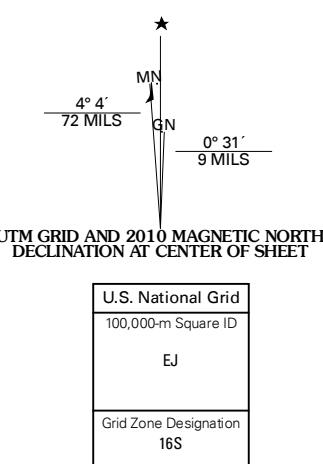 ★
MN
4° 4´
72 MILS
GN
0° 31´
9 MILS
UTM GRID AND 2010 MAGNETIC NORTH
DECLINATION AT CENTER OF SHEET
U.S. National Grid
100,000-m Square ID
EJ
Grid Zone Designation
16S